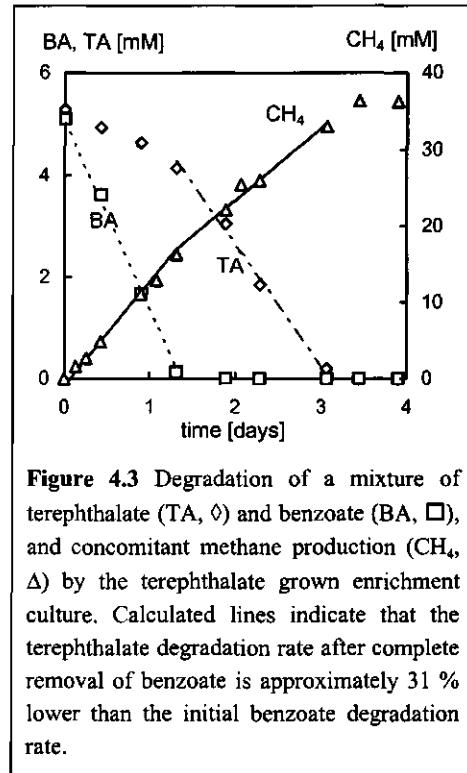 BA, TA [mM]
CH₄ [mM]
6
40
CH₄
30
4
BA
20
TA
2
10
0
0
0
1
2
3
4
time [days]
Figure 4.3 Degradation of a mixture of
terephthalate (TA, ◊) and benzoate (BA, □),
and concomitant methane production (CH₄,
Δ) by the terephthalate grown enrichment
culture. Calculated lines indicate that the
terephthalate degradation rate after complete
removal of benzoate is approximately 31 %
lower than the initial benzoate degradation
rate.